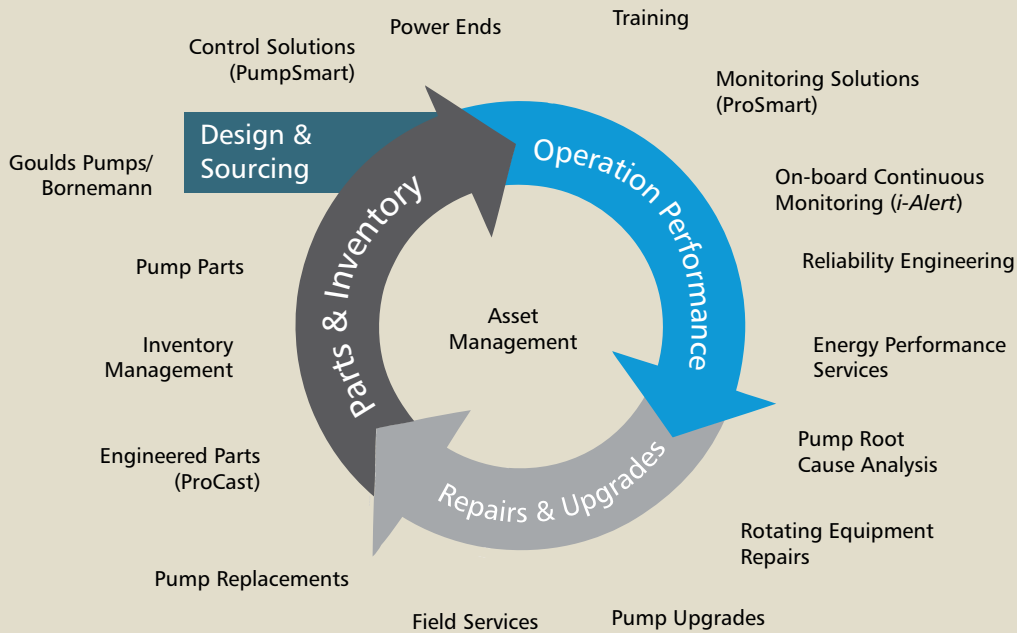 Power Ends
Training
Control Solutions
(PumpSmart)
Monitoring Solutions
(ProSmart)
Design &
Sourcing
Goulds Pumps/
Bornemann
Operation Performance
On-board Continuous
Monitoring (i-Alert)
Parts & Inventory
Pump Parts
Reliability Engineering
Asset
Management
Inventory
Management
Energy Performance
Services
Engineered Parts
(ProCast)
Pump Root
Cause Analysis
Repairs & Upgrades
Rotating Equipment
Repairs
Pump Replacements
Field Services
Pump Upgrades